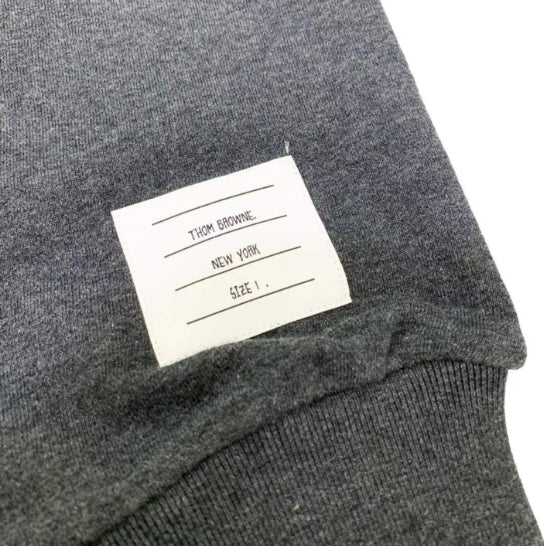 THOM BROWNE.
NEW YORK
SIZE 1 .